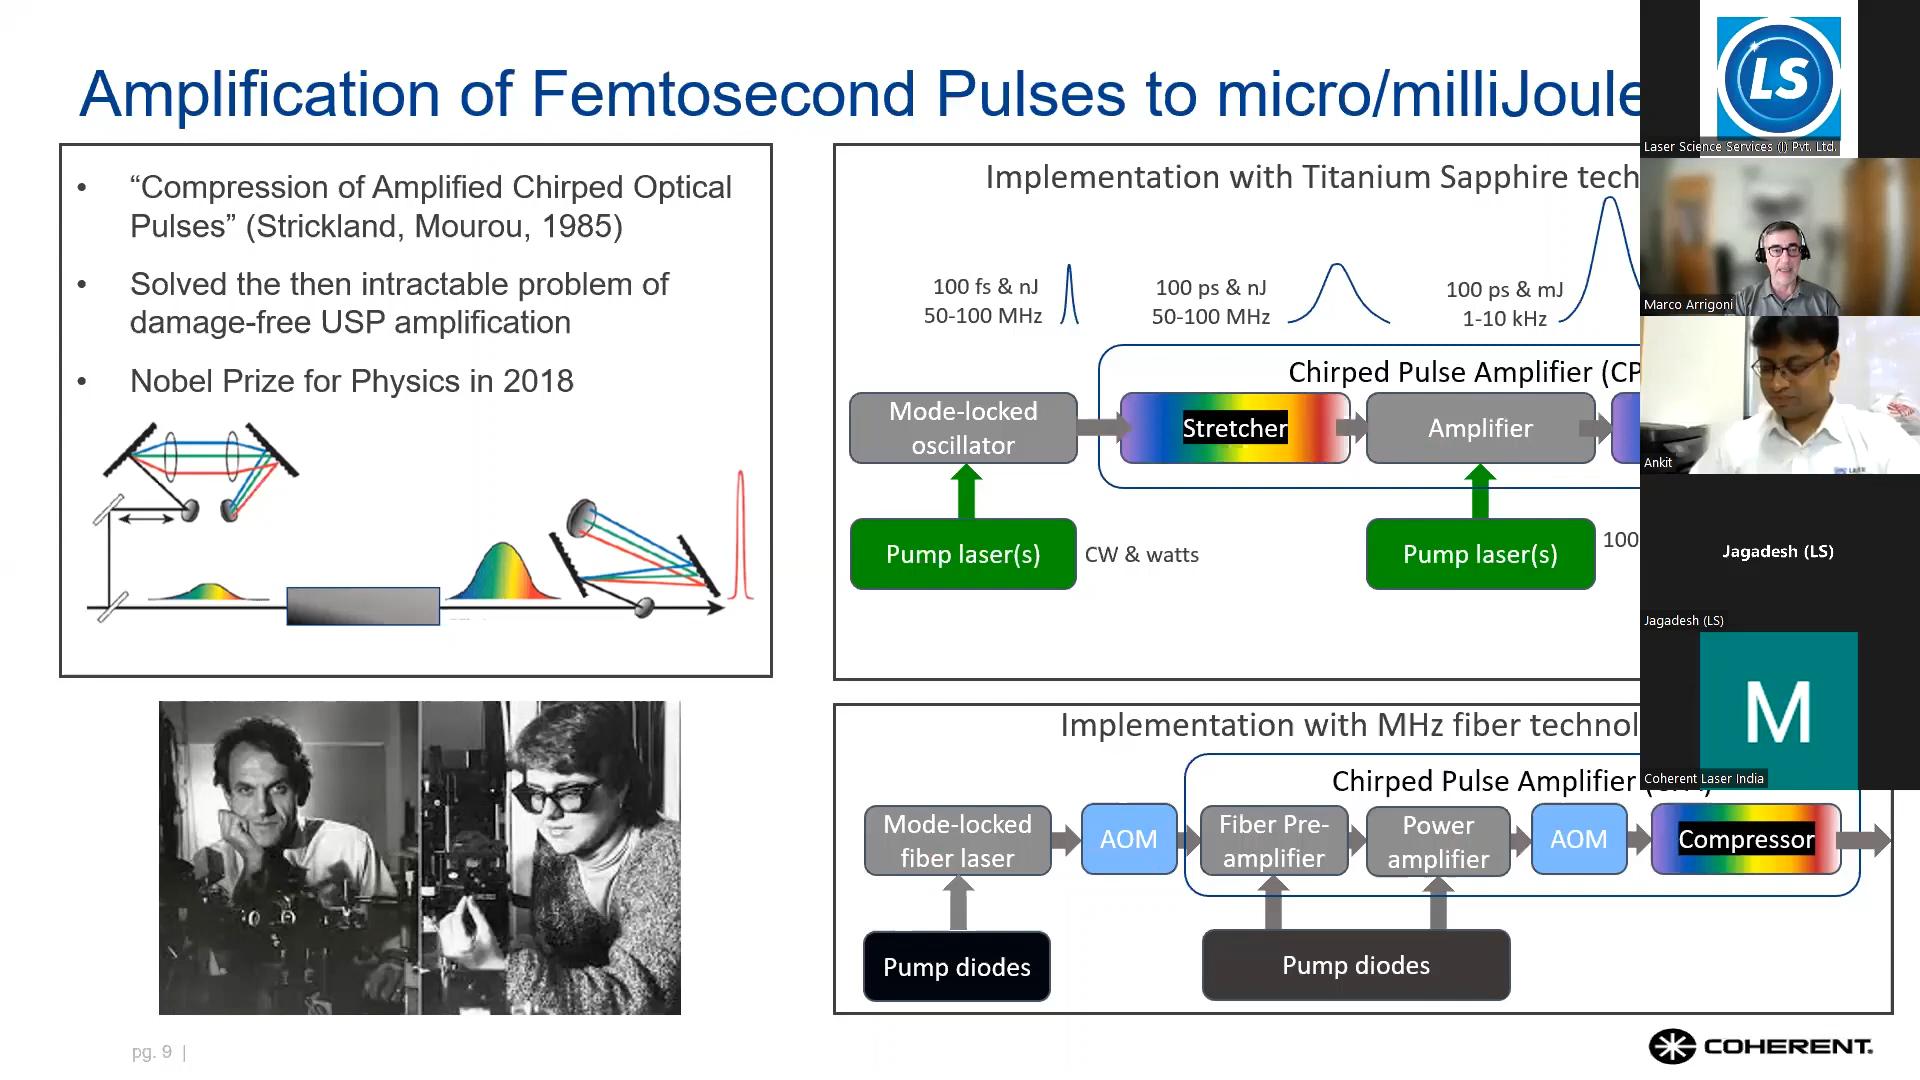 Amplification of Femtosecond Pulses to micro/milliJoule
• “Compression of Amplified Chirped Optical
Pulses” (Strickland, Mourou, 1985)
• Solved the then intractable problem of
damage-free USP amplification
• Nobel Prize for Physics in 2018
Implementation with Titanium Sapphire tech
100 fs & nJ
50-100 MHz
100 ps & nJ
50-100 MHz
100 ps & mJ
1-10 kHz
Chirped Pulse Amplifier (CP
Mode-locked
oscillator
Stretcher
Amplifier
Pump laser(s)
CW & watts
Pump laser(s)
100
Implementation with MHz fiber technol
Chirped Pulse Amplifier
Mode-locked
fiber laser
AOM
Fiber Pre-
amplifier
Power
amplifier
AOM
Compressor
Pump diodes
Pump diodes
pg. 9 |
COHERENT.
LS
Laser Science Services (I) Pvt. Ltd.
Marco Arrigoni
Ankit
Jagadesh (LS)
Jagadesh (LS)
M
Coherent Laser India